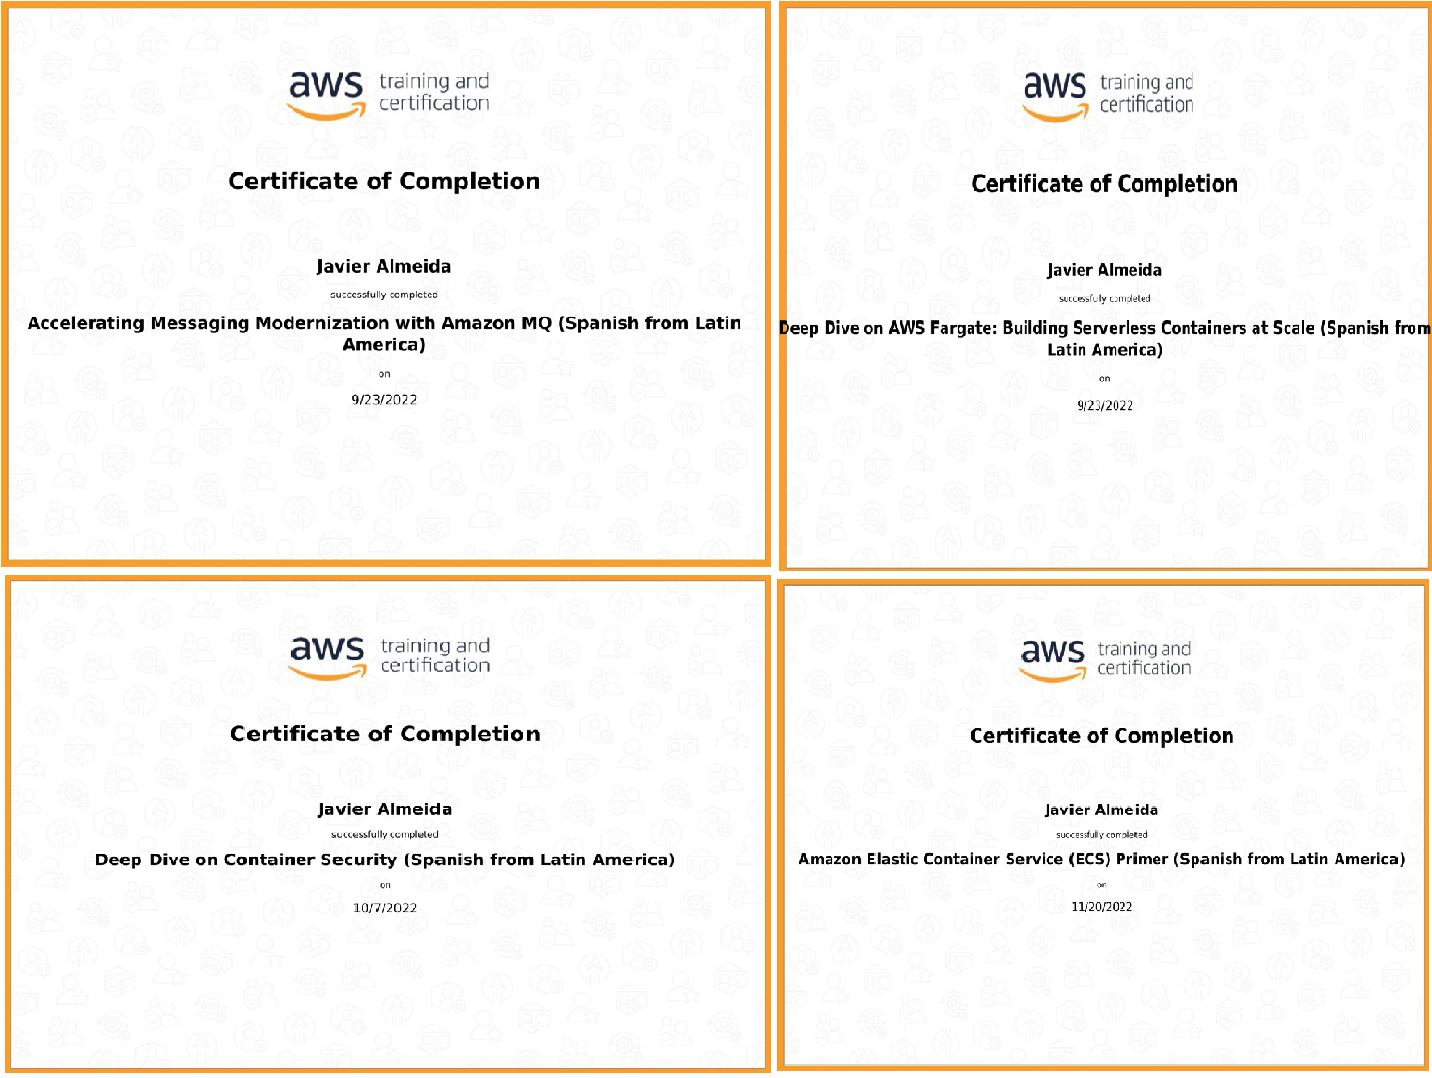 aws training and
certification
Certificate of Completion
Javier Almeida
successfully completed
Accelerating Messaging Modernization with Amazon MQ (Spanish from Latin
America)
on
9/23/2022
aws training and
certification
Certificate of Completion
Javier Almeida
successfully completed
Deep Dive on AWS Fargate: Building Serverless Containers at Scale (Spanish from
Latin America)
on
9/23/2022
aws training and
certification
Certificate of Completion
Javier Almeida
successfully completed
Deep Dive on Container Security (Spanish from Latin America)
on
10/7/2022
aws training and
certification
Certificate of Completion
Javier Almeida
successfully completed
Amazon Elastic Container Service (ECS) Primer (Spanish from Latin America)
on
11/20/2022